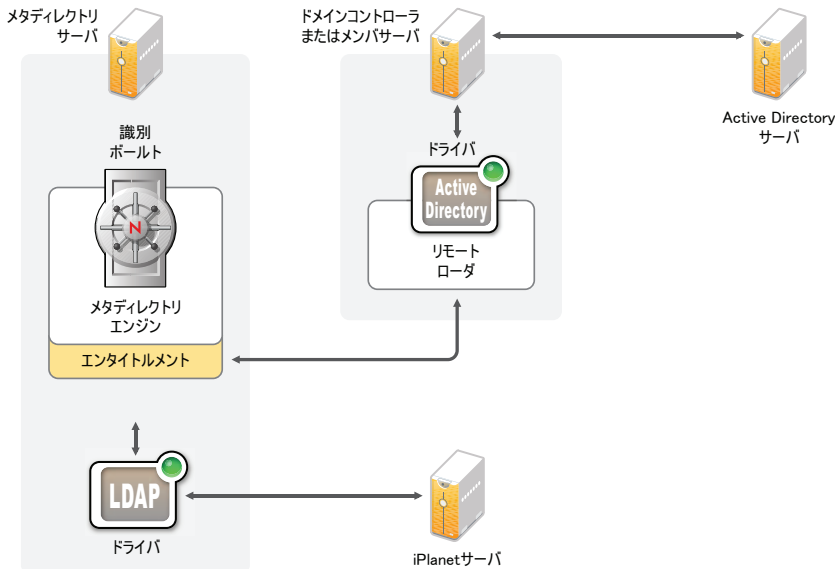 メタディレクトリ
サーバ
識別
ボールト
N
メタディレクトリ
エンジン
エンタイトルメント
LDAP
ドライバ
ドメインコントローラ
またはメンバサーバ
ドライバ
Active
Directory
リモート
ローダ
Active Directory
サーバ
iPlanetサーバ